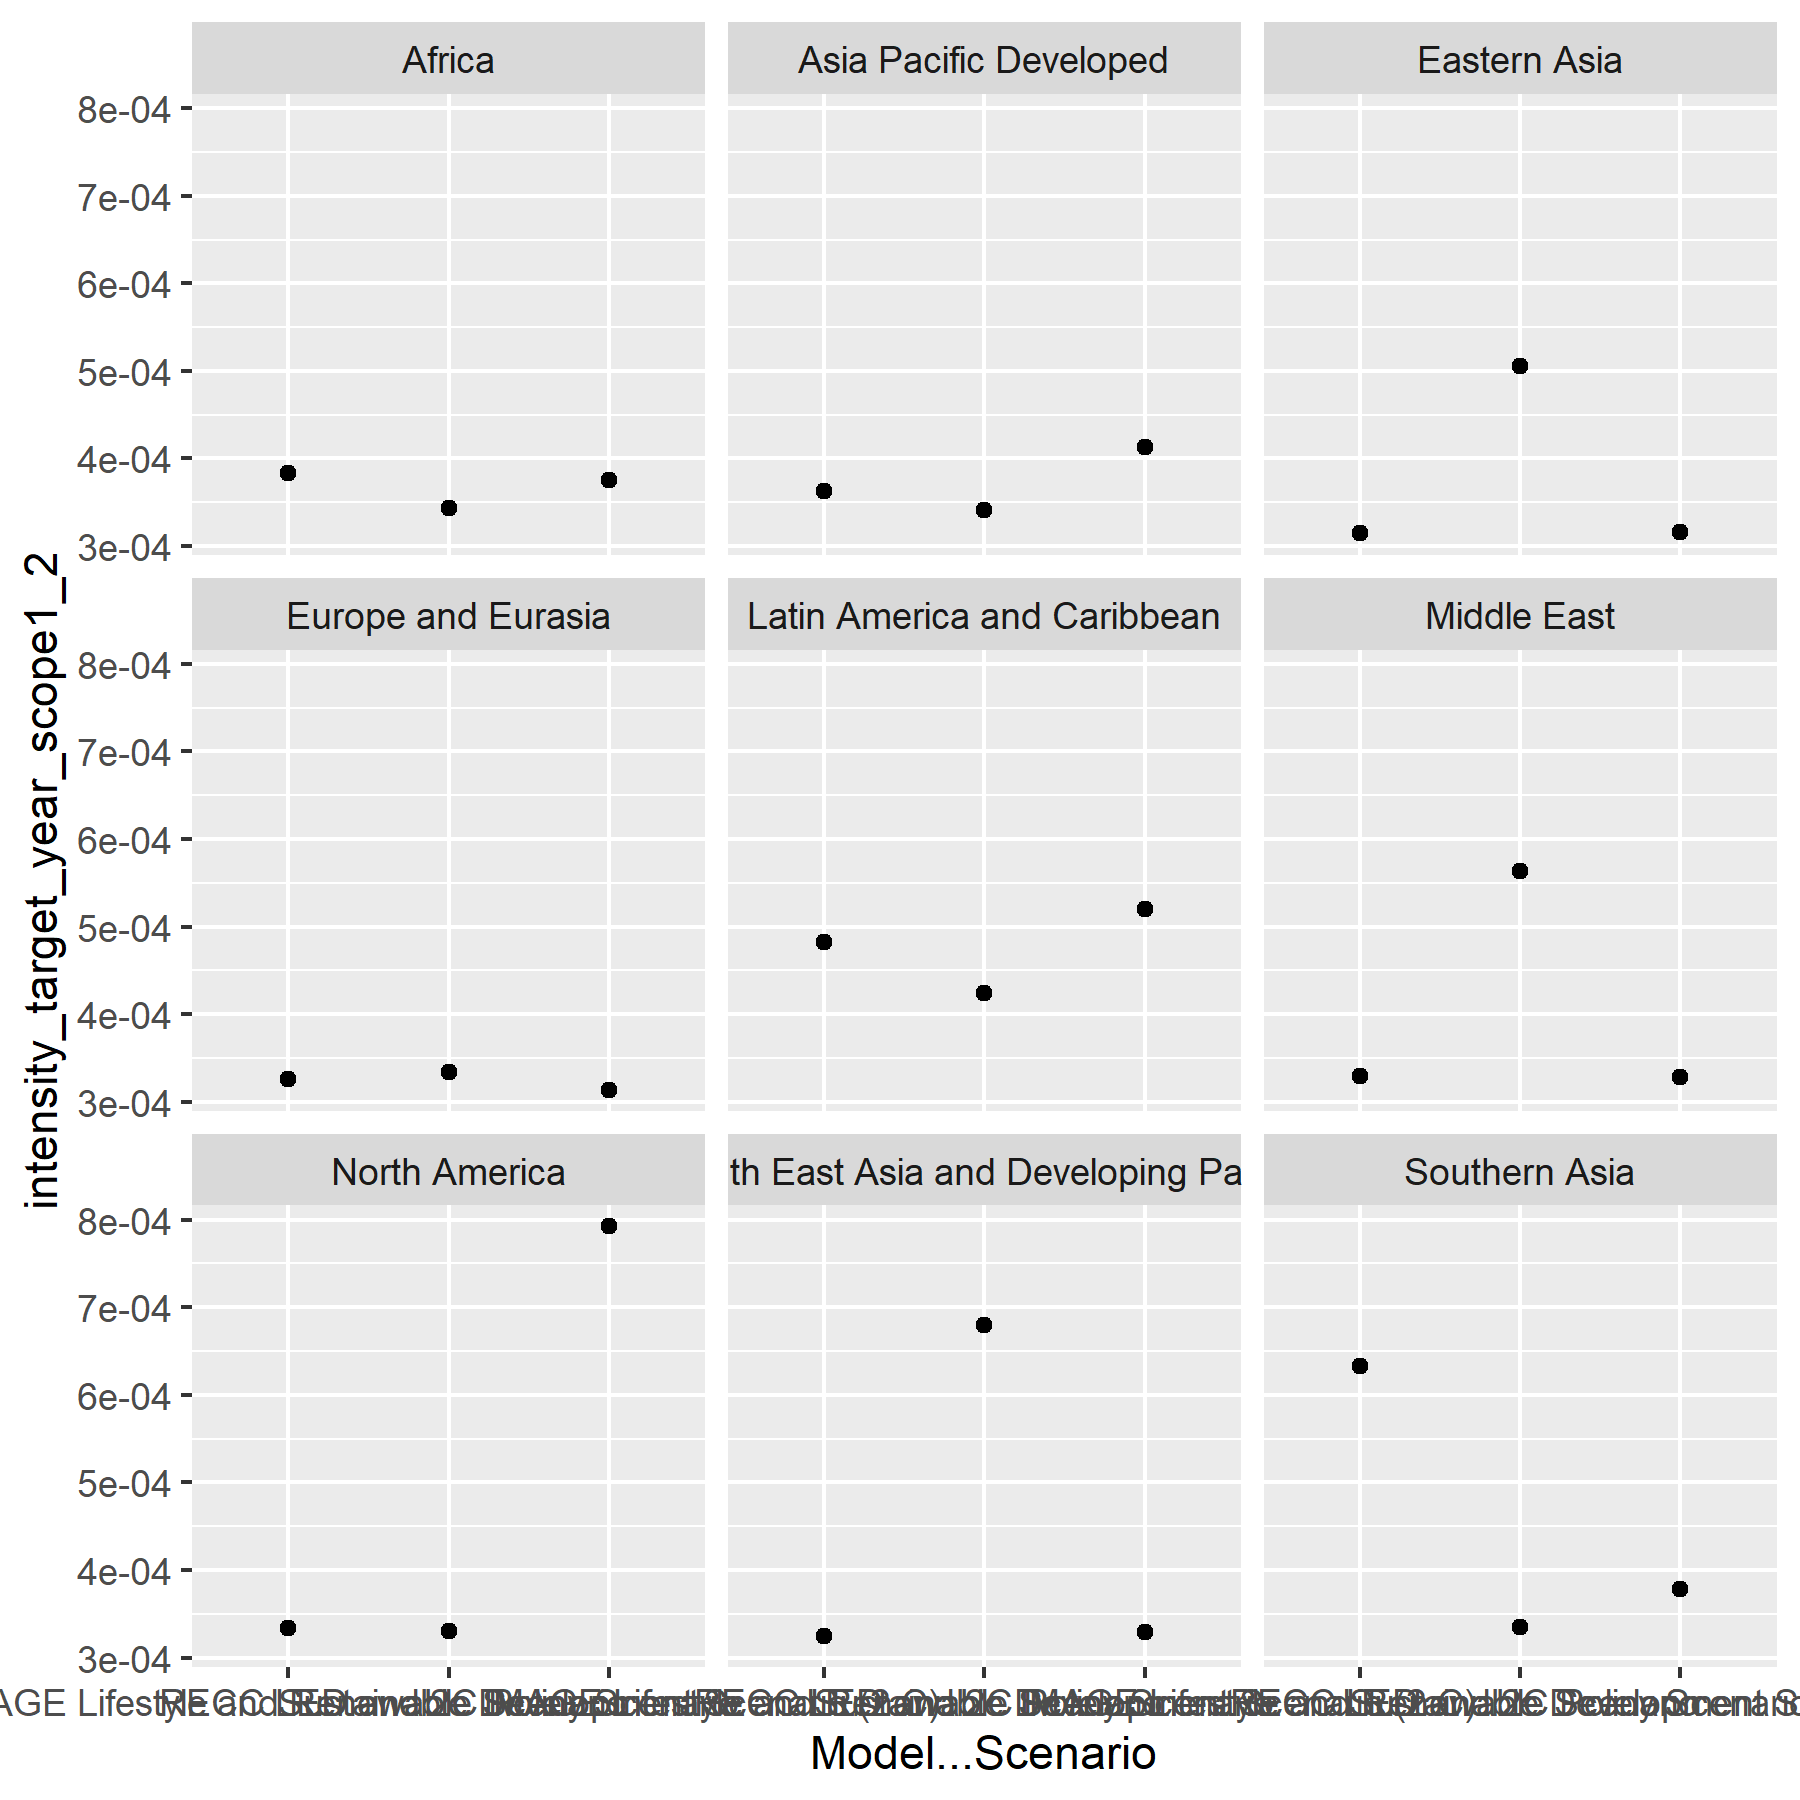 Africa
Asia Pacific Developed
Eastern Asia
8e-04
7e-04
6e-04
5e-04
4e-04
3e-04
Europe and Eurasia
Latin America and Caribbean
Middle East
8e-04
7e-04
6e-04
5e-04
4e-04
3e-04
North America
th East Asia and Developing Pa
Southern Asia
8e-04
7e-04
6e-04
5e-04
4e-04
3e-04
AGE Lifestyle
Model...Scenario
intensity_target_year_scope1_2